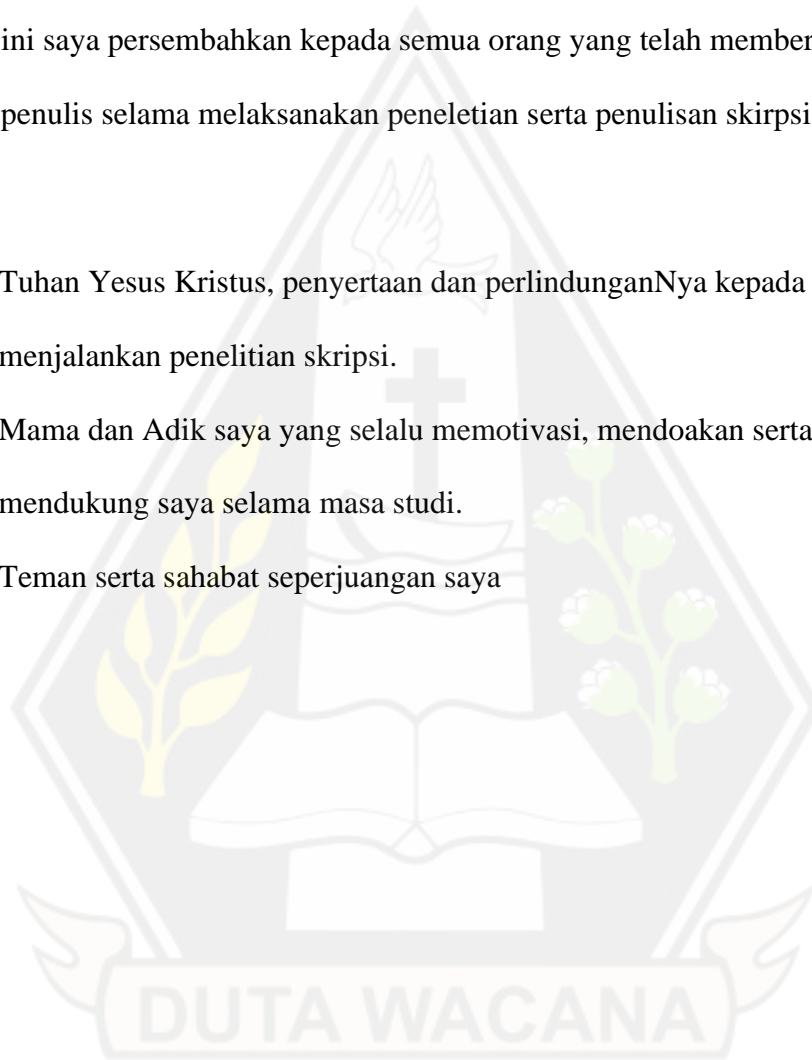 ini saya persembahkan kepada semua orang yang telah member
penulis selama melaksanakan peneletian serta penulisan skirpsi
Tuhan Yesus Kristus, penyertaan dan perlindunganNya kepada
menjalankan penelitian skripsi.
Mama dan Adik saya yang selalu memotivasi, mendoakan serta
mendukung saya selama masa studi.
Teman serta sahabat seperjuangan saya
DUTA WACANA